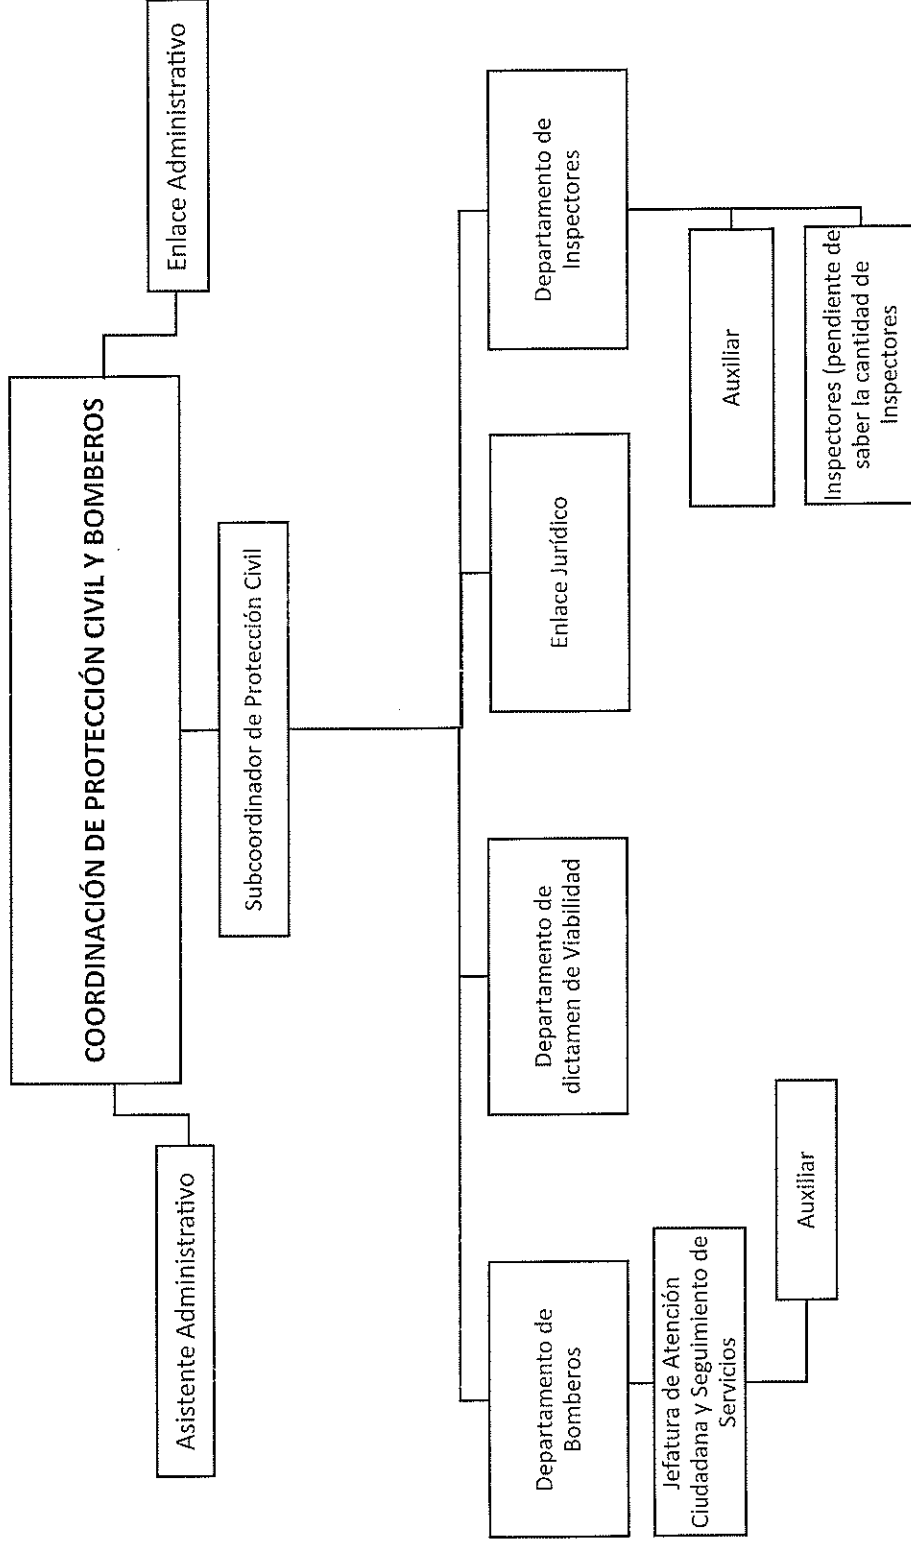 COORDINACIÓN DE PROTECCIÓN CIVIL Y BOMBEROS
Asistente Administrativo
Enlace Administrativo
Subcoordinador de Protección Civil
Departamento de
Bomberos
Departamento de
dictamen de Viabilidad
Enlace Jurídico
Departamento de
Inspectores
Jefatura de Atención
Ciudadana y Seguimiento de
Servicios
Auxiliar
Auxiliar
Inspectores (pendiente de
saber la cantidad de
Inspectores